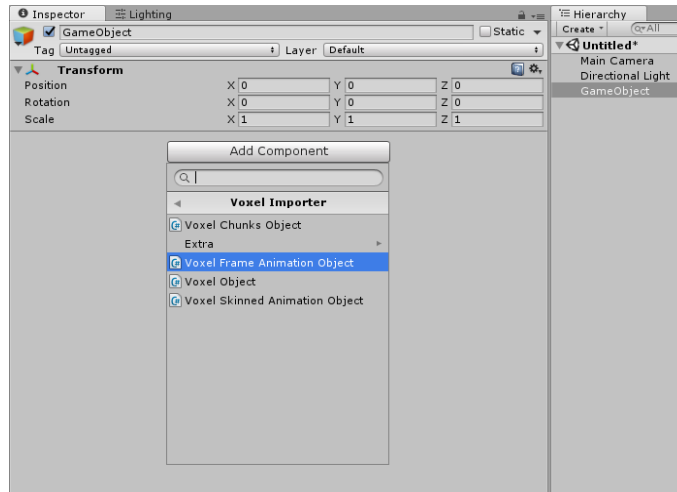 Inspector Lighting
GameObject Static
Tag Untagged Layer Default
Transform
Position X 0 Y 0 Z 0
Rotation X 0 Y 0 Z 0
Scale X 1 Y 1 Z 1
Add Component
Voxel Importer
Voxel Chunks Object
Extra
Voxel Frame Animation Object
Voxel Object
Voxel Skinned Animation Object
Hierarchy
Create All
Untitled*
Main Camera
Directional Light
GameObject